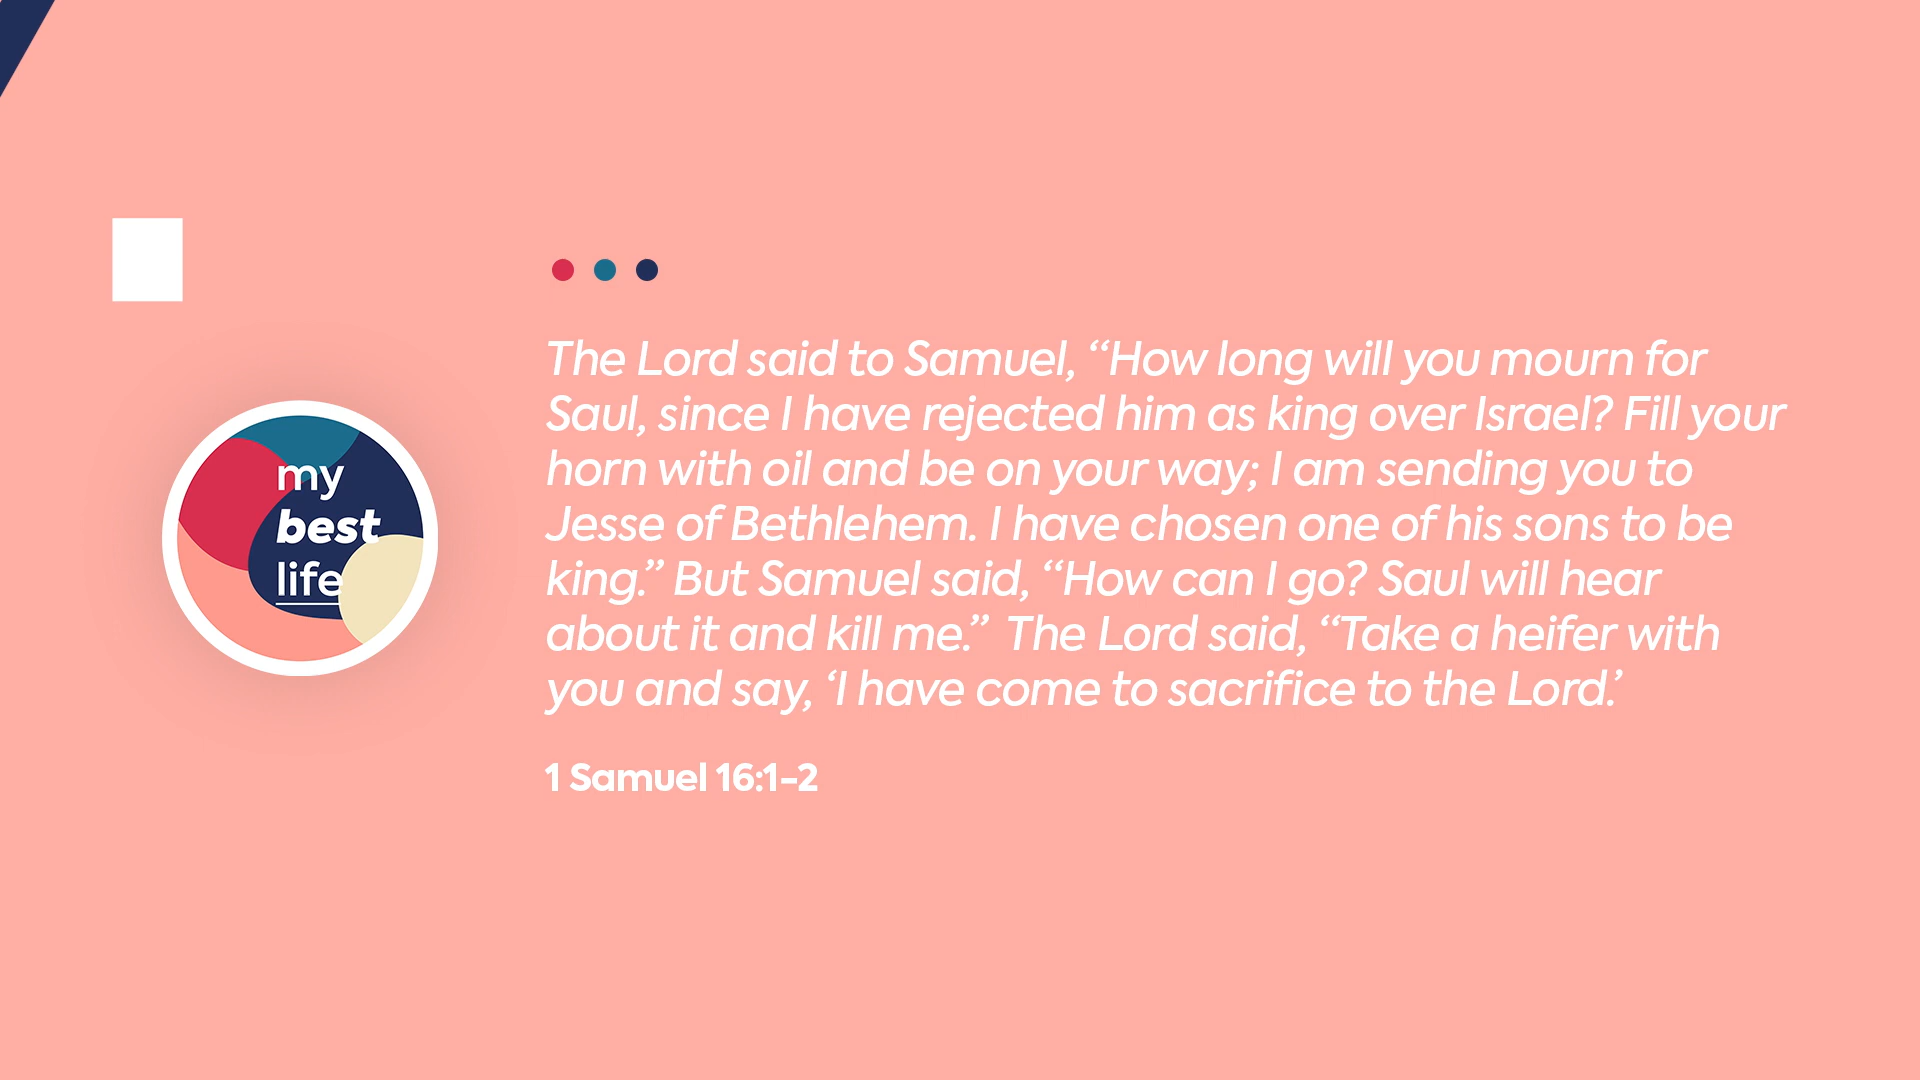 my
best
life
The Lord said to Samuel, “How long will you mourn for
Saul, since I have rejected him as king over Israel? Fill your
horn with oil and be on your way; I am sending you to
Jesse of Bethlehem. I have chosen one of his sons to be
king.” But Samuel said, “How can I go? Saul will hear
about it and kill me.”  The Lord said, “Take a heifer with
you and say, ‘I have come to sacrifice to the Lord.’
1 Samuel 16:1-2